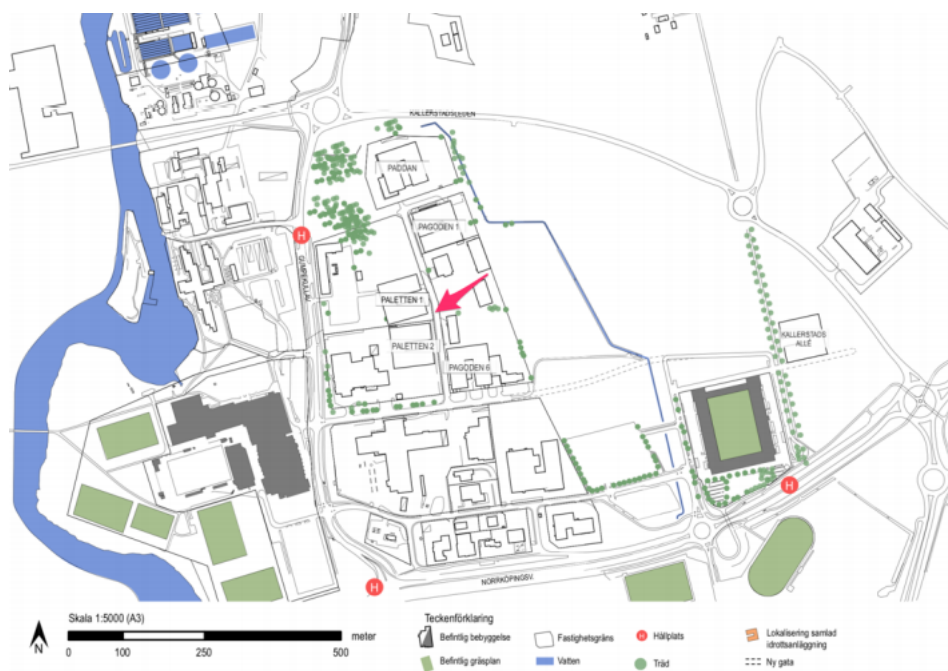 KALLERSTADSLEDEN
PADDAN
PAGODEN 1
H
GUMPEKULLAV.
PALETTEN 1
PALETTEN 2
PAGODEN 6
KALLERSTADS
ALLÉ
H
H
NORRKÖPINGSV.
N
Skala 1:5000 (A3)
0 100 250 500 meter
Teckenförklaring
Befintlig bebyggelse
Befintlig gräsplan
Fastighetsgräns
Vatten
H Hållplats
Träd
Lokalisering samlad
idrottsanläggning
Ny gata